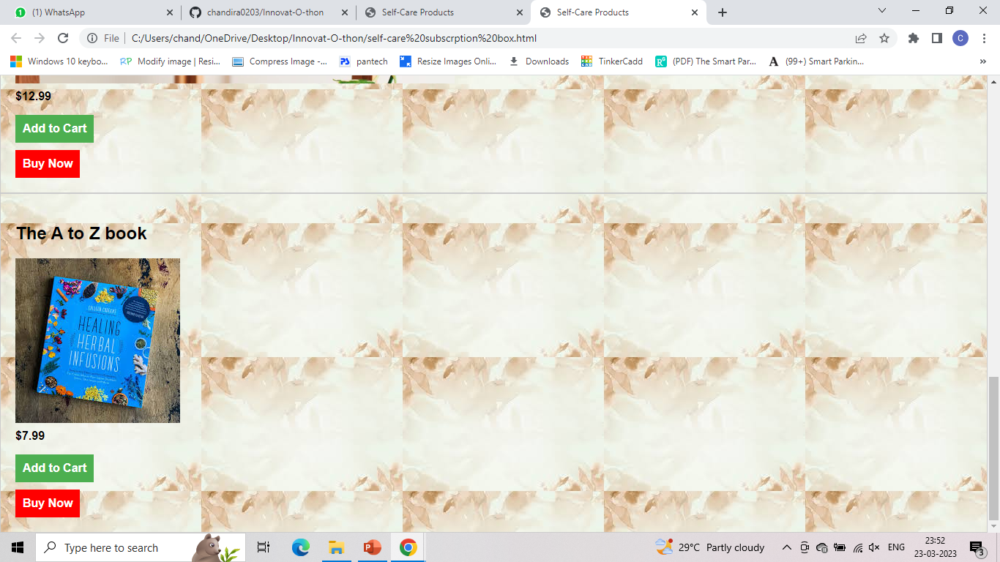 (1) WhatsApp
chandira0203/Innovat-O-thon
Self-Care Products
Self-Care Products
File
C:/Users/chand/OneDrive/Desktop/Innovat-O-thon/self-care%20subscrption%20box.html
C
Windows 10 keybo...
RP Modify image | Resi...
Compress Image -...
pantech
Resize Images Onli...
Downloads
TinkerCadd
(PDF) The Smart Par...
(99+) Smart Parkin...
»
$12.99
Add to Cart
Buy Now
The A to Z book
HEALING
HERBAL
INFUSIONS
$7.99
Add to Cart
Buy Now
Type here to search
29°C Partly cloudy
ENG
23:52
23-03-2023
3